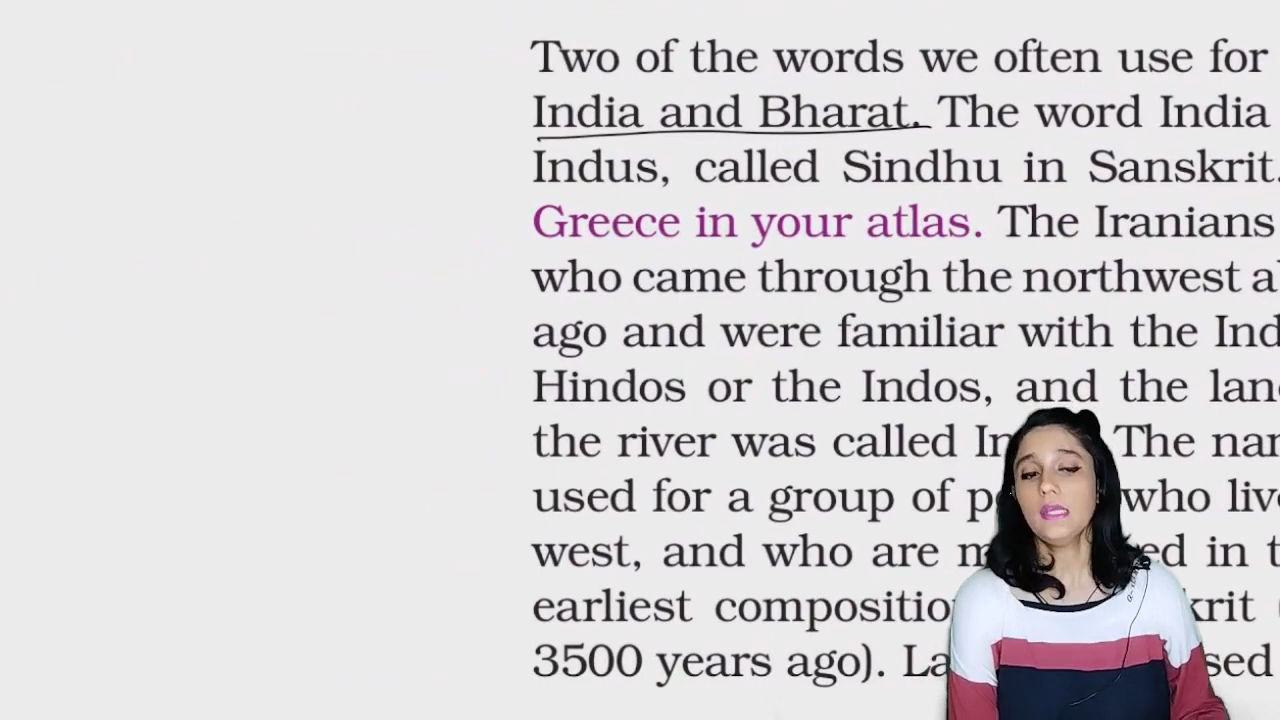 Two of the words we often use for
India and Bharat. The word India
Indus, called Sindhu in Sanskrit.
Greece in your atlas. The Iranians
who came through the northwest
ago and were familiar with the
Hindos or the Indos, and the
the river was called The
used for a group of who
west, and who are in
earliest
3500 years ago).